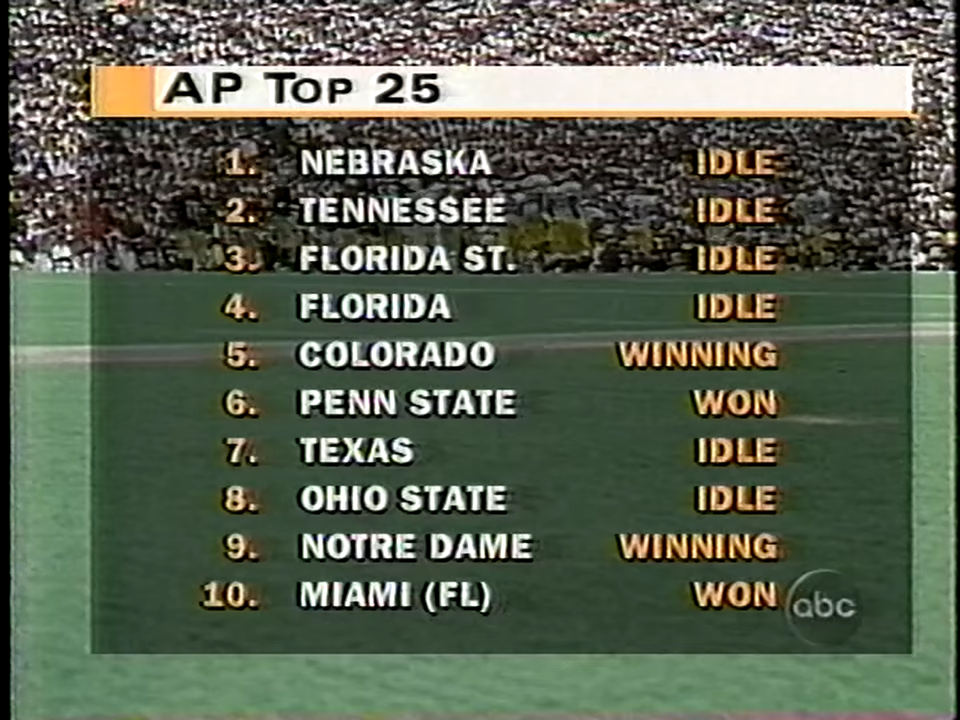 AP TOP 25
1. NEBRASKA IDLE
2. TENNESSEE IDLE
3. FLORIDA ST. IDLE
4. FLORIDA IDLE
5. COLORADO WINNING
6. PENN STATE WON
7. TEXAS IDLE
8. OHIO STATE IDLE
9. NOTRE DAME WINNING
10. MIAMI (FL) WON
abc